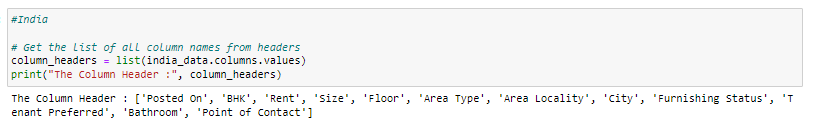 #India
# Get the list of all column names from headers
column_headers = list(india_data.columns.values)
print("The Column Header :", column_headers)
The Column Header : ['Posted On', 'BHK', 'Rent', 'Size', 'Floor', 'Area Type', 'Area Locality', 'City', 'Furnishing Status', 'T
enant Preferred', 'Bathroom', 'Point of Contact']